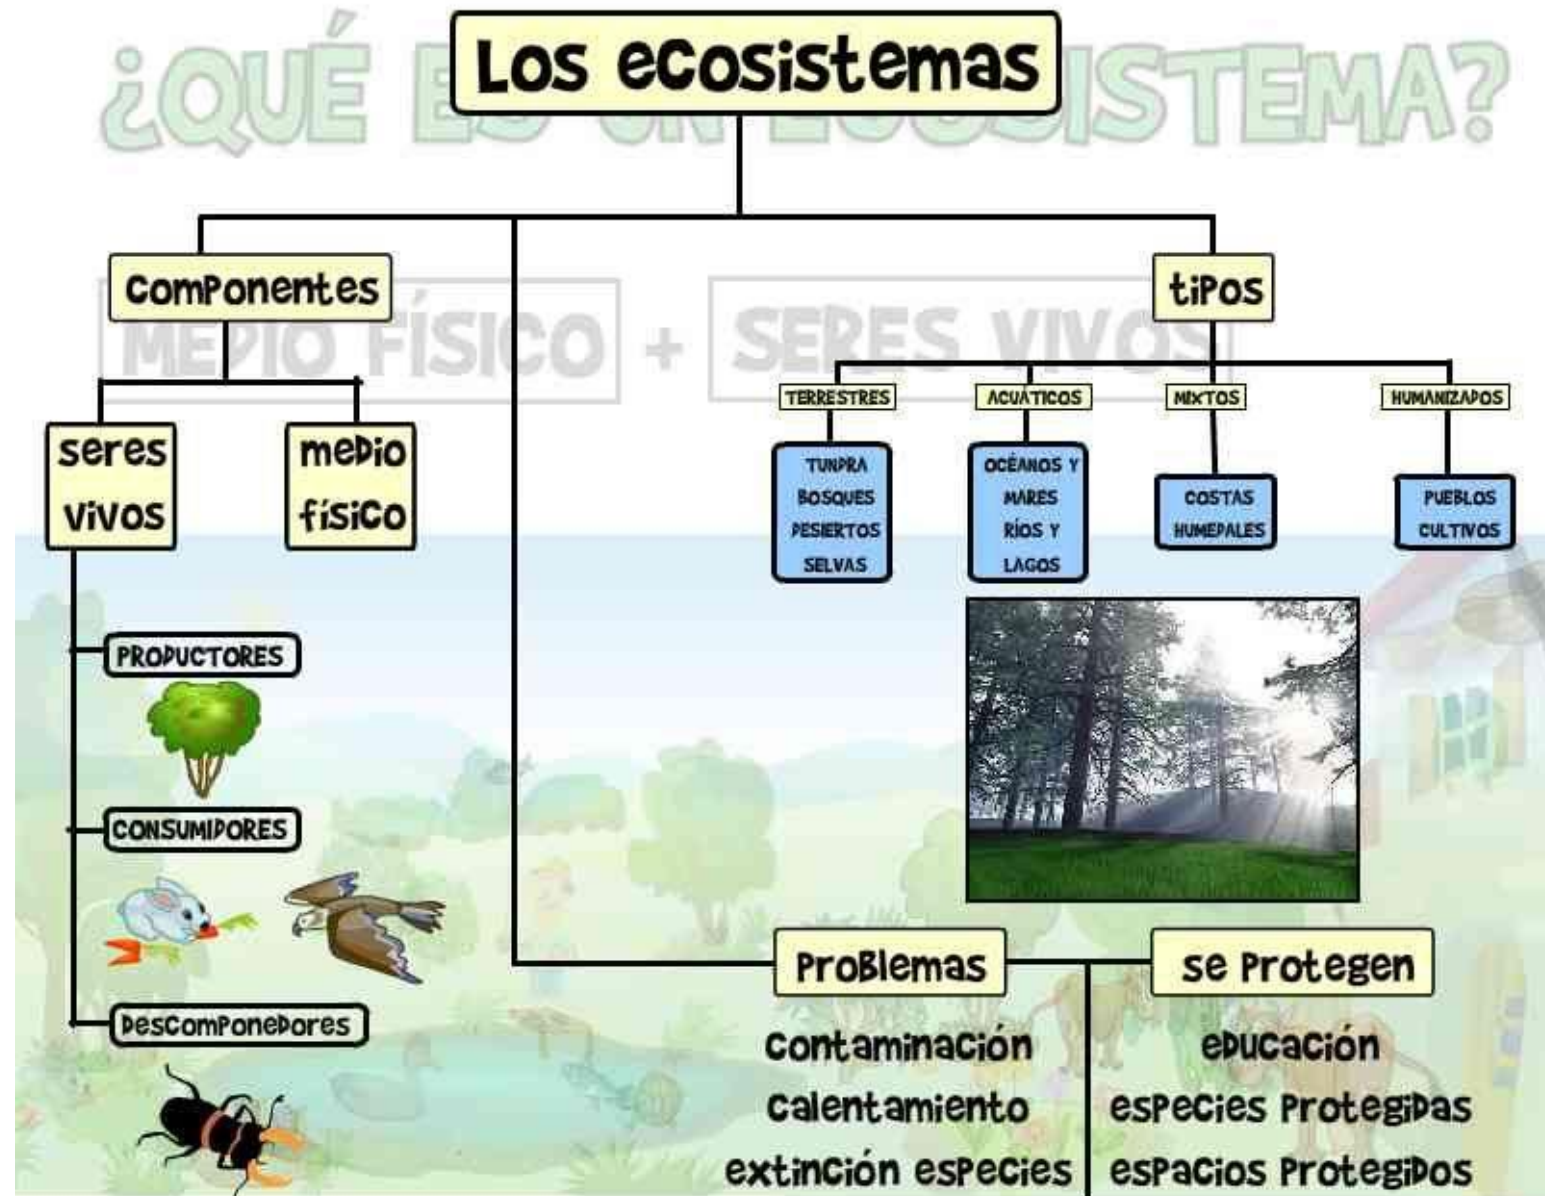 ¿QUÉ ES UN ECOSISTEMA?
Los ecosistemas
componentes
tipos
MEDIO FÍSICO + SERES VIVOS
TERRESTRES
ACUÁTICOS
MIXTOS
HUMANIZADOS
seres
vivos
medio
físico
TUNDRA
BOSQUES
DESIERTOS
SELVAS
OCÉANOS Y
MARES
RÍOS Y
LAGOS
COSTAS
HUMEDALES
PUEBLOS
CULTIVOS
PRODUCTORES
CONSUMIDORES
Descomponedores
Problemas
se protegen
contaminación
calentamiento
extinción especies
educación
especies protegidas
espacios protegidos